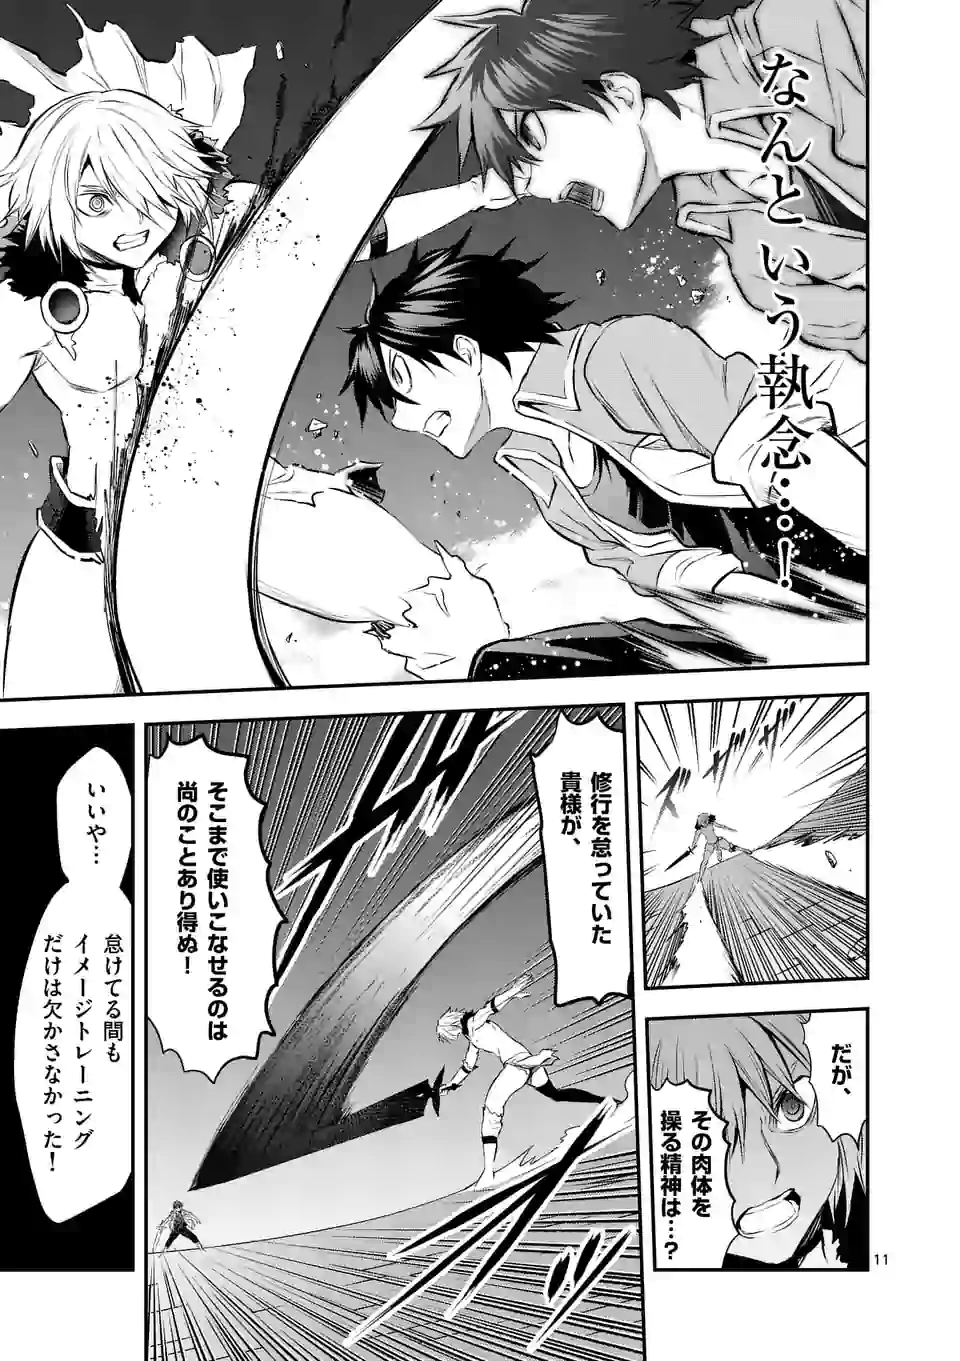 なんという執念…！
ザザザ
だが、
その肉体を
操る精神は…？
修行を怠っていた
貴様が、
そこまで使いこなせるのは
尚のことあり得ぬ！
いいや…
怠けてる間も
イメージトレーニング
だけは欠かさなかった！
11